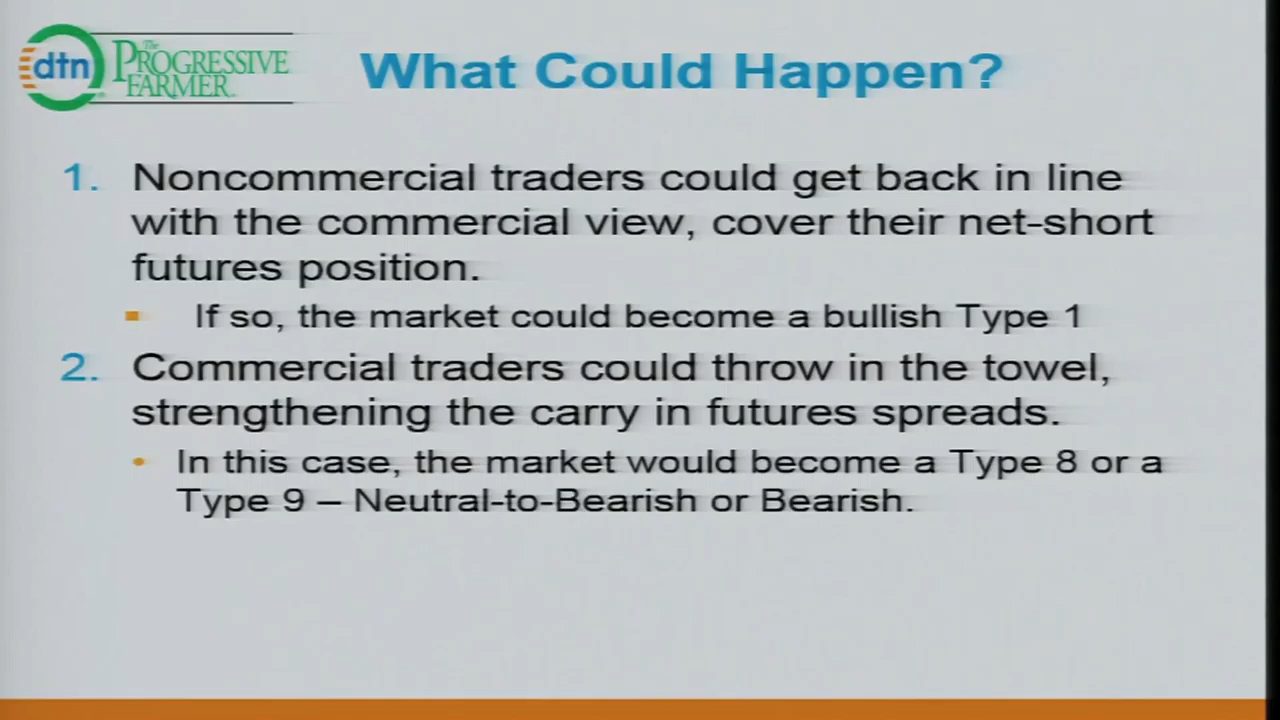 dtn The PROGRESSIVE FARMER
What Could Happen?
1. Noncommercial traders could get back in line
with the commercial view, cover their net-short
futures position.
▪ If so, the market could become a bullish Type 1
2. Commercial traders could throw in the towel,
strengthening the carry in futures spreads.
• In this case, the market would become a Type 8 or a
Type 9 – Neutral-to-Bearish or Bearish.